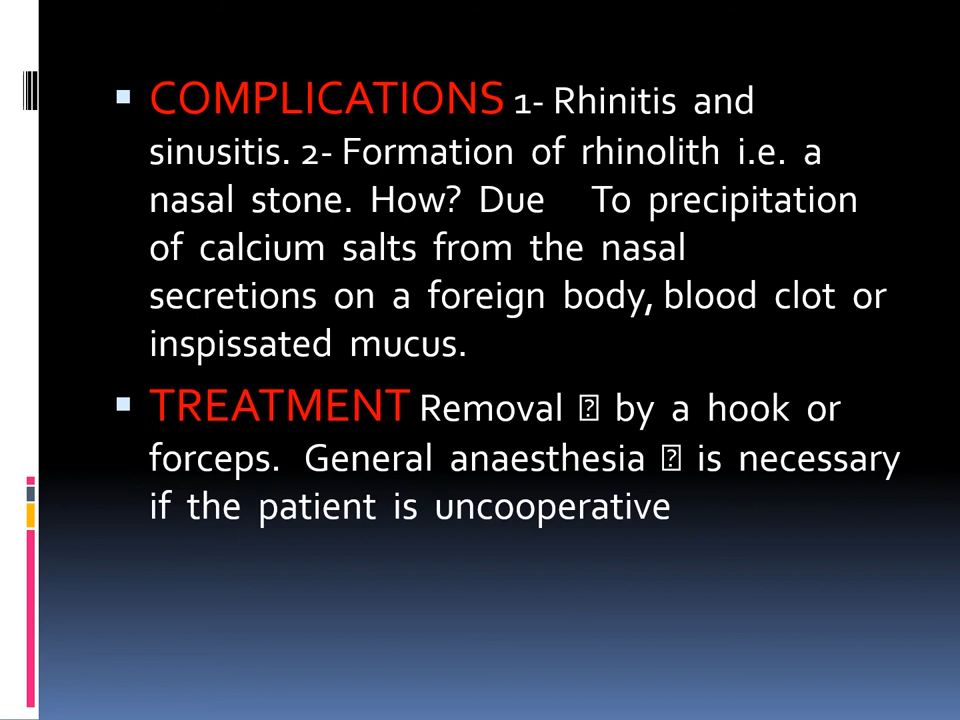 COMPLICATIONS 1- Rhinitis and
sinusitis. 2- Formation of rhinolith i.e. a
nasal stone. How? Due To precipitation
of calcium salts from the nasal
secretions on a foreign body, blood clot or
inspissated mucus.
TREATMENT Removal ⍰ by a hook or
forceps. General anaesthesia ⍰ is necessary
if the patient is uncooperative